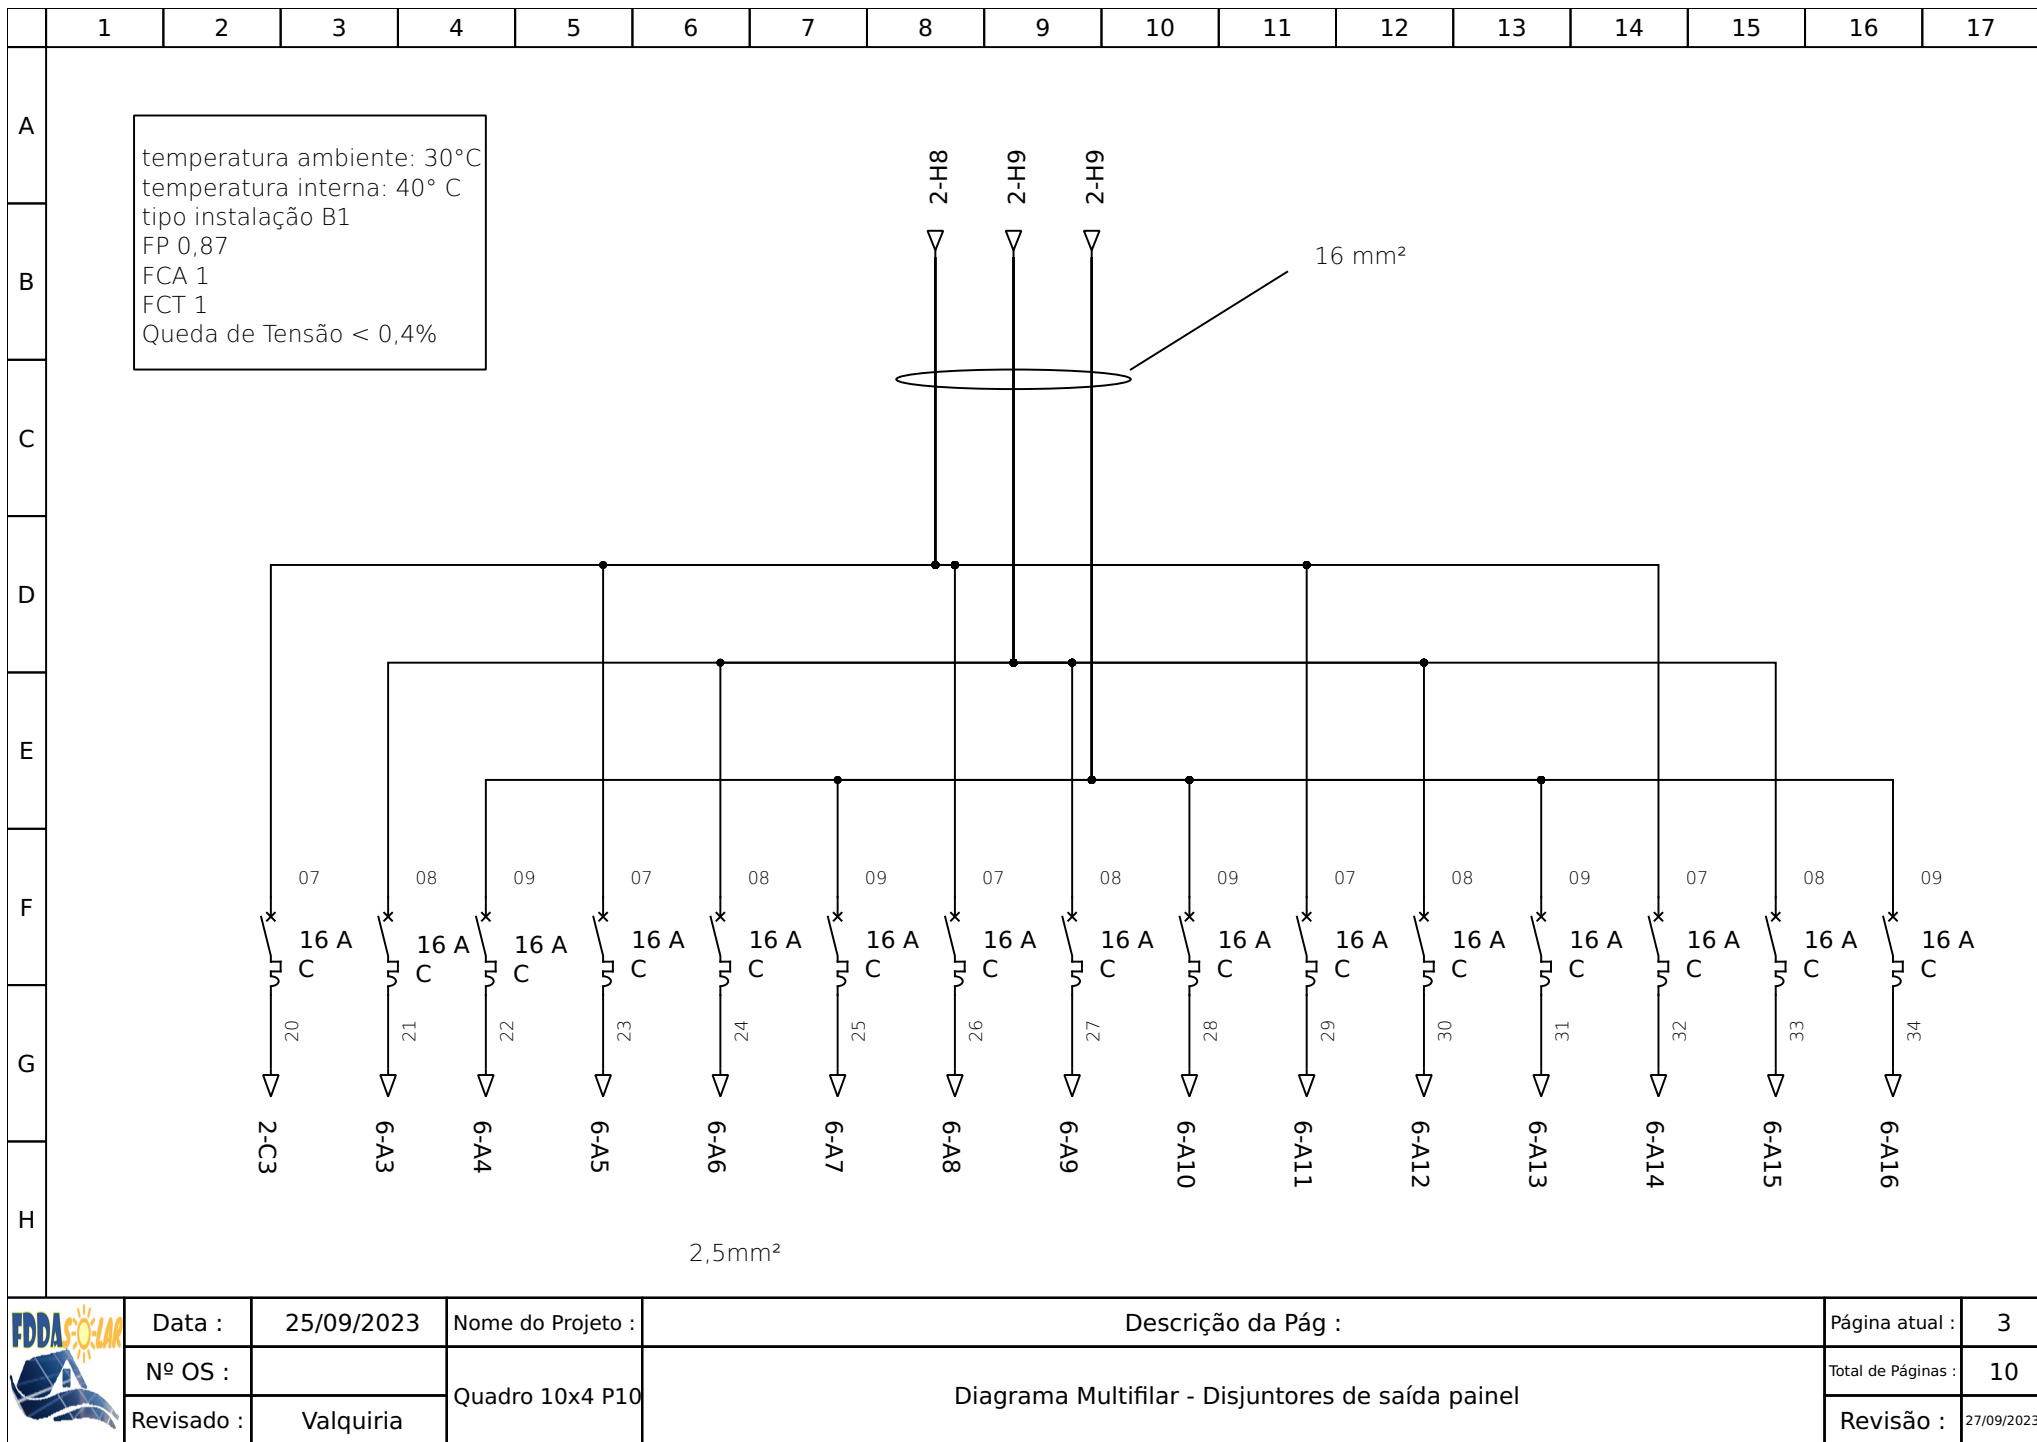 1 2 3 4 5 6 7 8 9 10 11 12 13 14 15 16 17
A
B
C
D
E
F
G
H
temperatura ambiente: 30°C
temperatura interna: 40° C
tipo instalação B1
FP 0,87
FCA 1
FCT 1
Queda de Tensão < 0,4%
2-H8 2-H9 2-H9
16 mm²
07 08 09 07 08 09 07 08 09 07 08 09 07 08 09
16 A 16 A 16 A 16 A 16 A 16 A 16 A 16 A 16 A 16 A 16 A 16 A 16 A 16 A 16 A
C C C C C C C C C C C C C C C
20 21 22 23 24 25 26 27 28 29 30 31 32 33 34
2-C3 6-A3 6-A4 6-A5 6-A6 6-A7 6-A8 6-A9 6-A10 6-A11 6-A12 6-A13 6-A14 6-A15 6-A16
2,5mm²
FDDA SOLAR
Data : 25/09/2023
Nº OS :
Revisado : Valquiria
Nome do Projeto :
Quadro 10x4 P10
Descrição da Pág :
Diagrama Multifilar - Disjuntores de saída painel
Página atual : 3
Total de Páginas : 10
Revisão : 27/09/2023